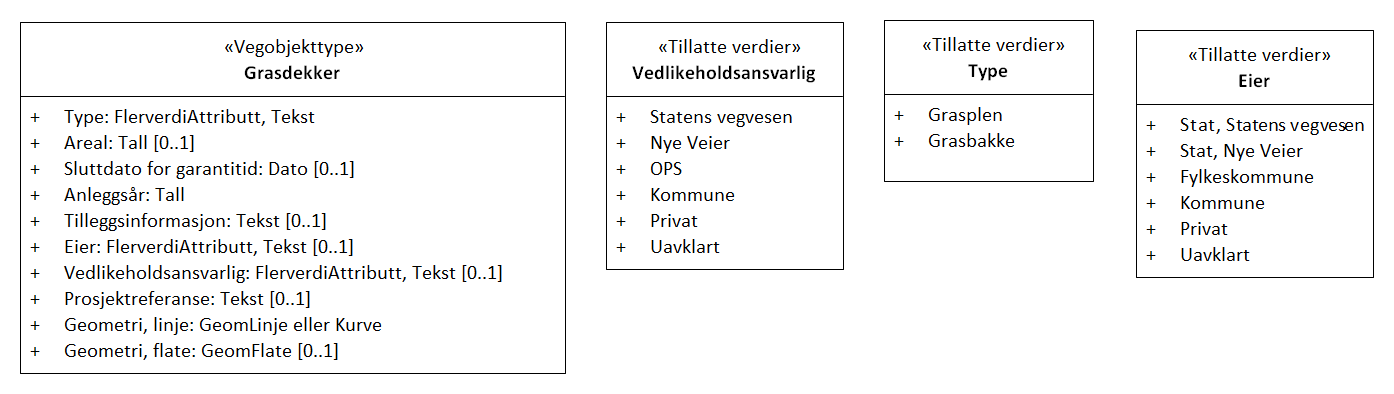 «Vegobjekttype»
Grasdekker
+ Type: FlerverdiAttributt, Tekst
+ Areal: Tall [0..1]
+ Sluttdato for garantitid: Dato [0..1]
+ Anleggsår: Tall
+ Tilleggsinformasjon: Tekst [0..1]
+ Eier: FlerverdiAttributt, Tekst [0..1]
+ Vedlikeholdsansvarlig: FlerverdiAttributt, Tekst [0..1]
+ Prosjektreferanse: Tekst [0..1]
+ Geometri, linje: GeomLinje eller Kurve
+ Geometri, flate: GeomFlate [0..1]
«Tillatte verdier»
Vedlikeholdsansvarlig
+ Statens vegvesen
+ Nye Veier
+ OPS
+ Kommune
+ Privat
+ Uavklart
«Tillatte verdier»
Type
+ Grasplen
+ Grasbakke
«Tillatte verdier»
Eier
+ Stat, Statens vegvesen
+ Stat, Nye Veier
+ Fylkeskommune
+ Kommune
+ Privat
+ Uavklart